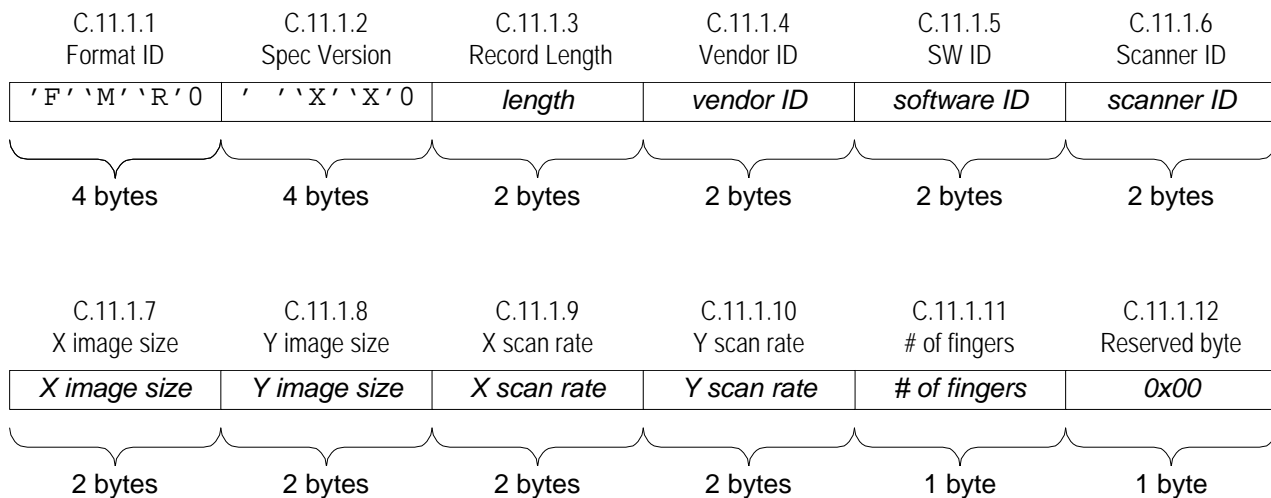 C.11.1.1 C.11.1.2 C.11.1.3 C.11.1.4 C.11.1.5 C.11.1.6
Format ID Spec Version Record Length Vendor ID SW ID Scanner ID
'F'‘M’‘R’0 ' '‘X’‘X’0 length vendor ID software ID scanner ID
4 bytes 4 bytes 2 bytes 2 bytes 2 bytes 2 bytes
C.11.1.7 C.11.1.8 C.11.1.9 C.11.1.10 C.11.1.11 C.11.1.12
X image size Y image size X scan rate Y scan rate # of fingers Reserved byte
X image size Y image size X scan rate Y scan rate # of fingers 0x00
2 bytes 2 bytes 2 bytes 2 bytes 1 byte 1 byte